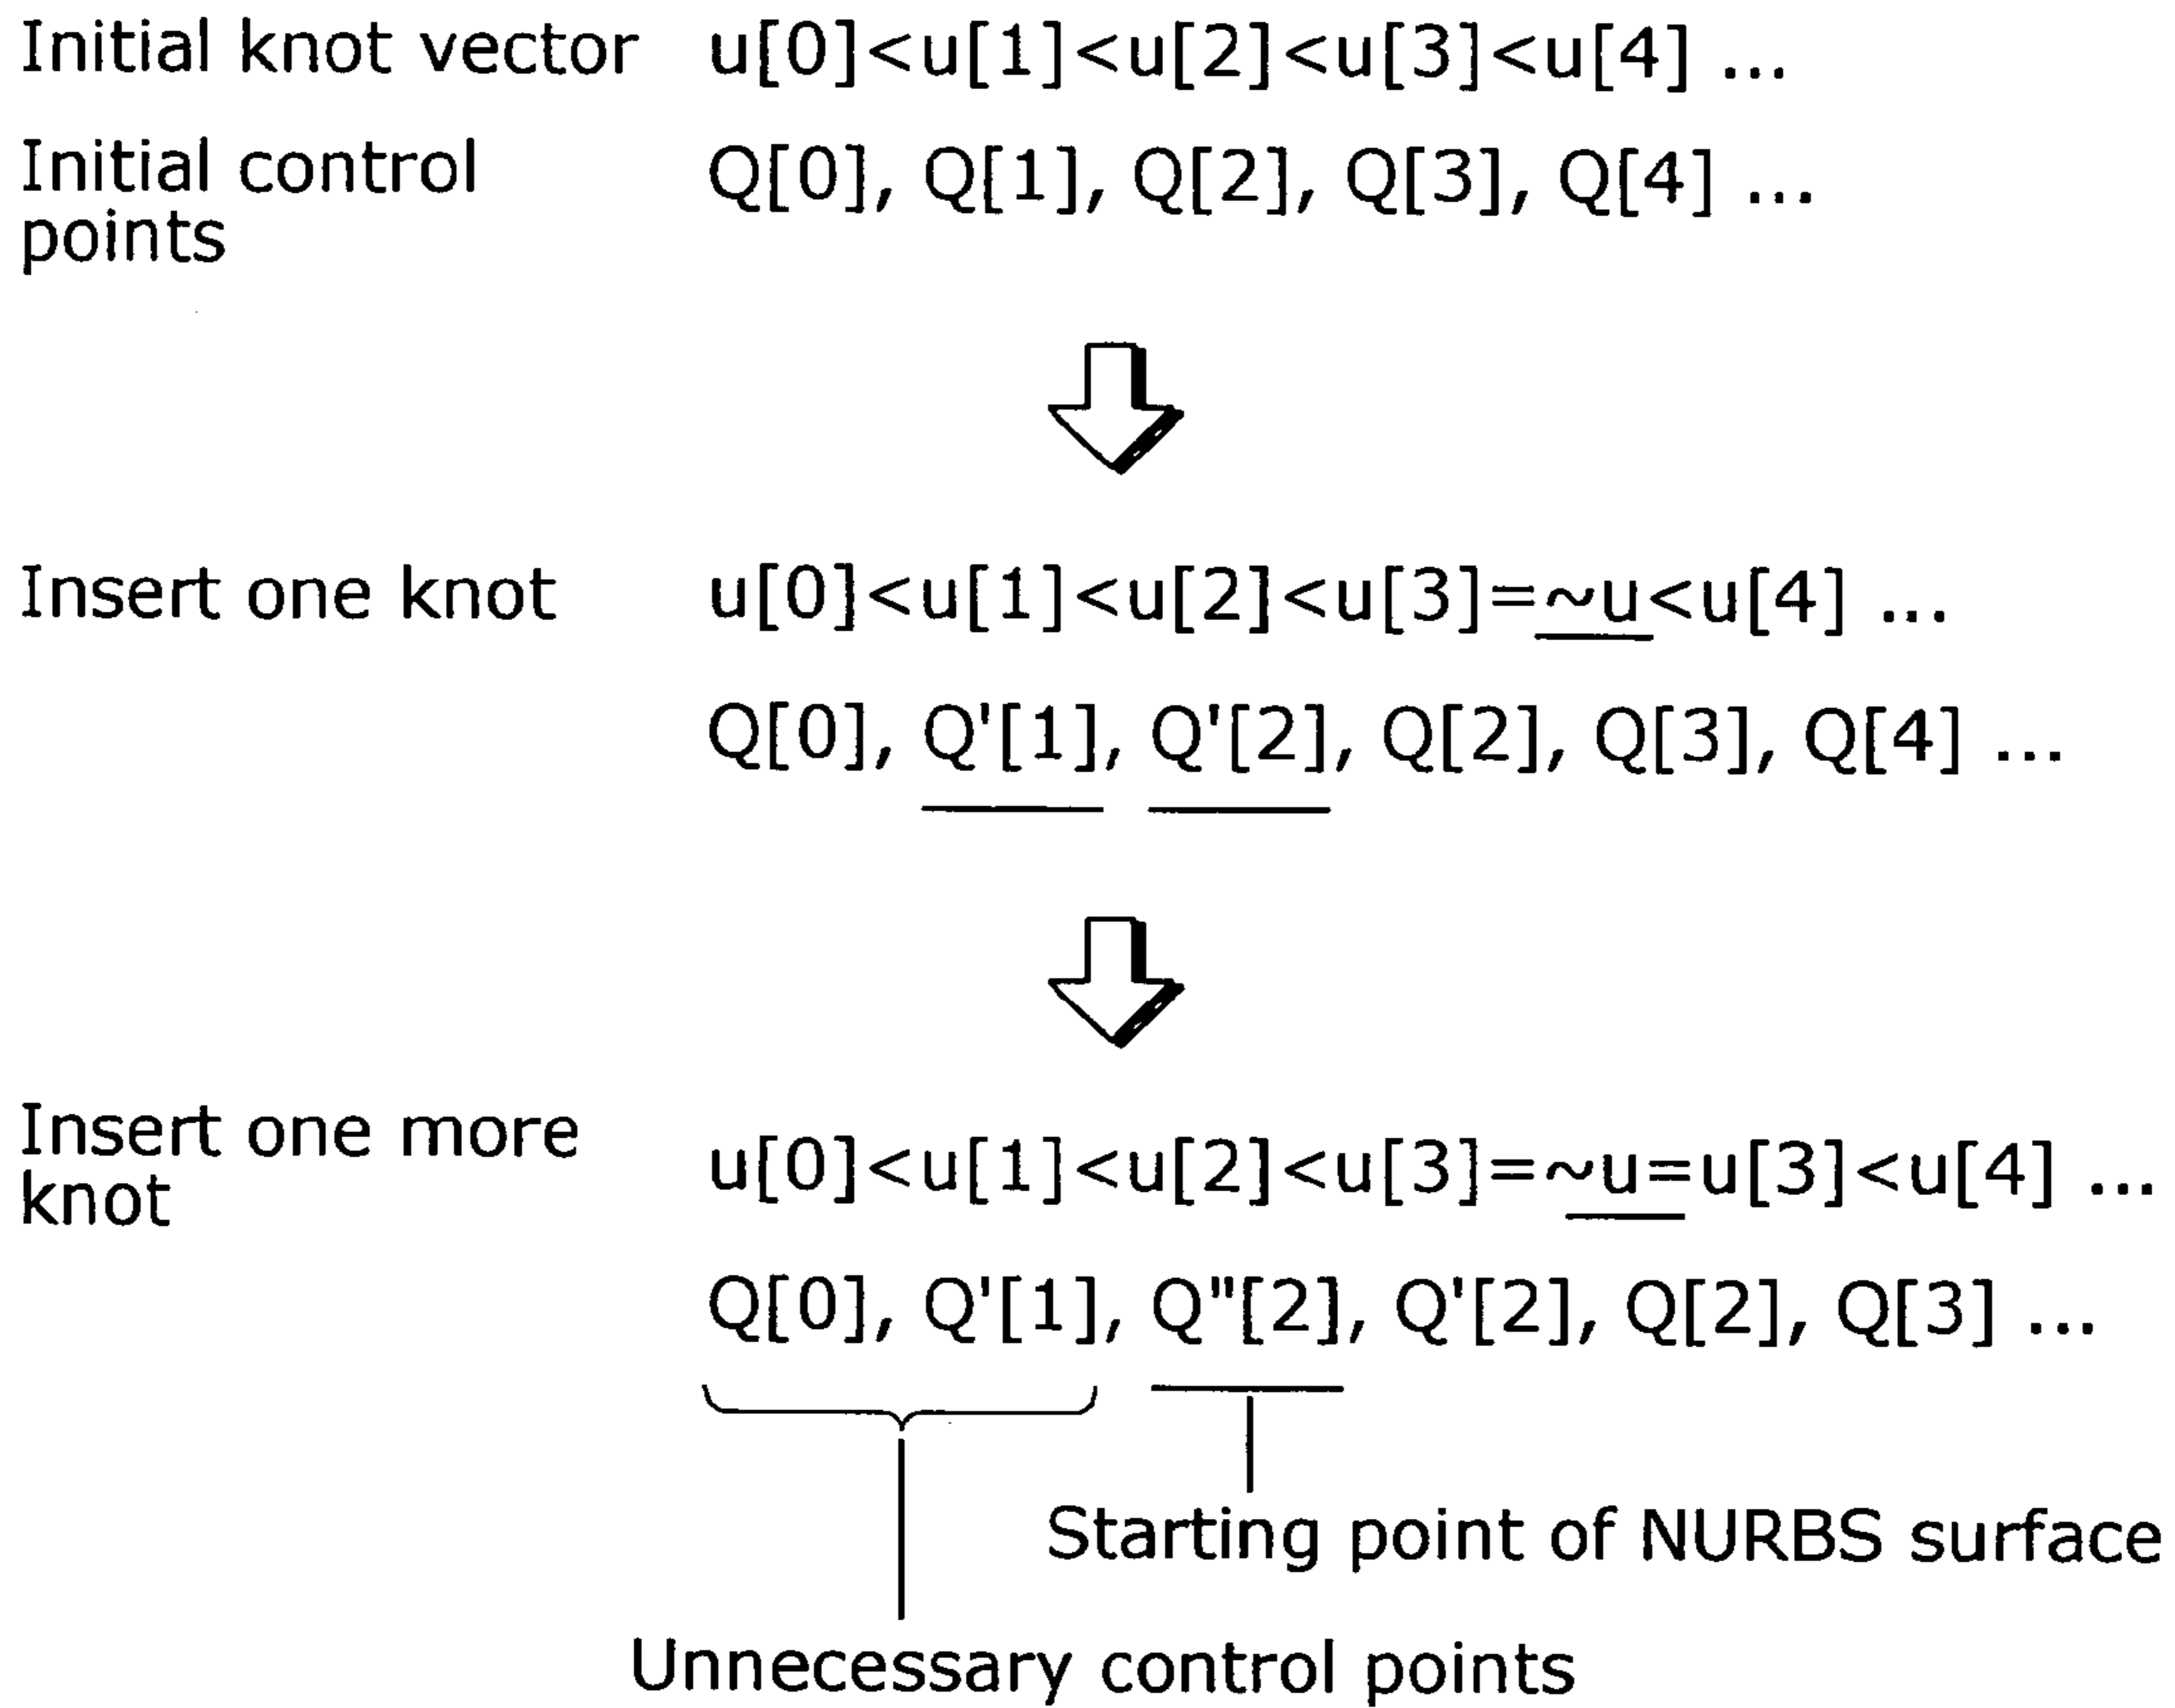 Initial knot vector u[0]<u[1]<u[2]<u[3]<u[4] ...
Initial control points Q[0], Q[1], Q[2], Q[3], Q[4] ...
Insert one knot u[0]<u[1]<u[2]<u[3]=~u<u[4] ...
Q[0], Q'[1], Q'[2], Q[2], Q[3], Q[4] ...
Insert one more knot u[0]<u[1]<u[2]<u[3]=~u=u[3]<u[4] ...
Q[0], Q'[1], Q"[2], Q'[2], Q[2], Q[3] ...
Starting point of NURBS surface
Unnecessary control points